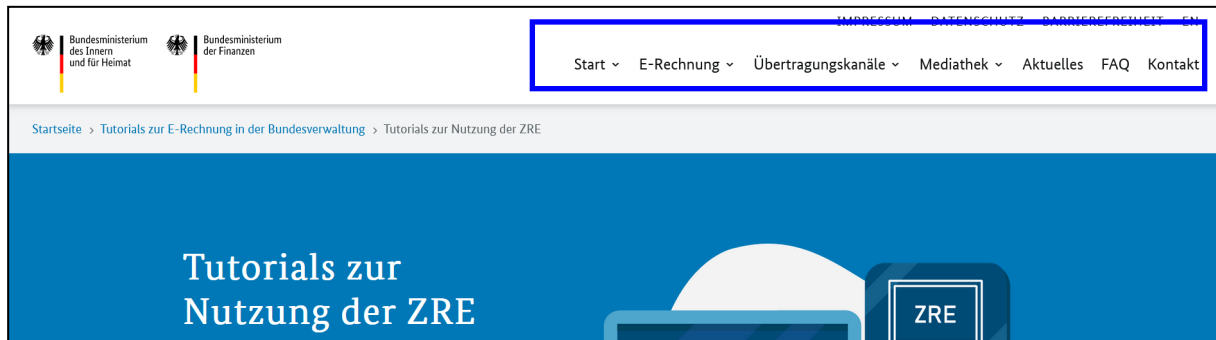 IMPRESSUM DATENSCHUTZ BARRIEREFREIHEIT EN
Bundesministerium
des Innern
und für Heimat
Bundesministerium
der Finanzen
Start E-Rechnung Übertragungskanäle Mediathek Aktuelles FAQ Kontakt
Startseite > Tutorials zur E-Rechnung in der Bundesverwaltung > Tutorials zur Nutzung der ZRE
Tutorials zur
Nutzung der ZRE
ZRE